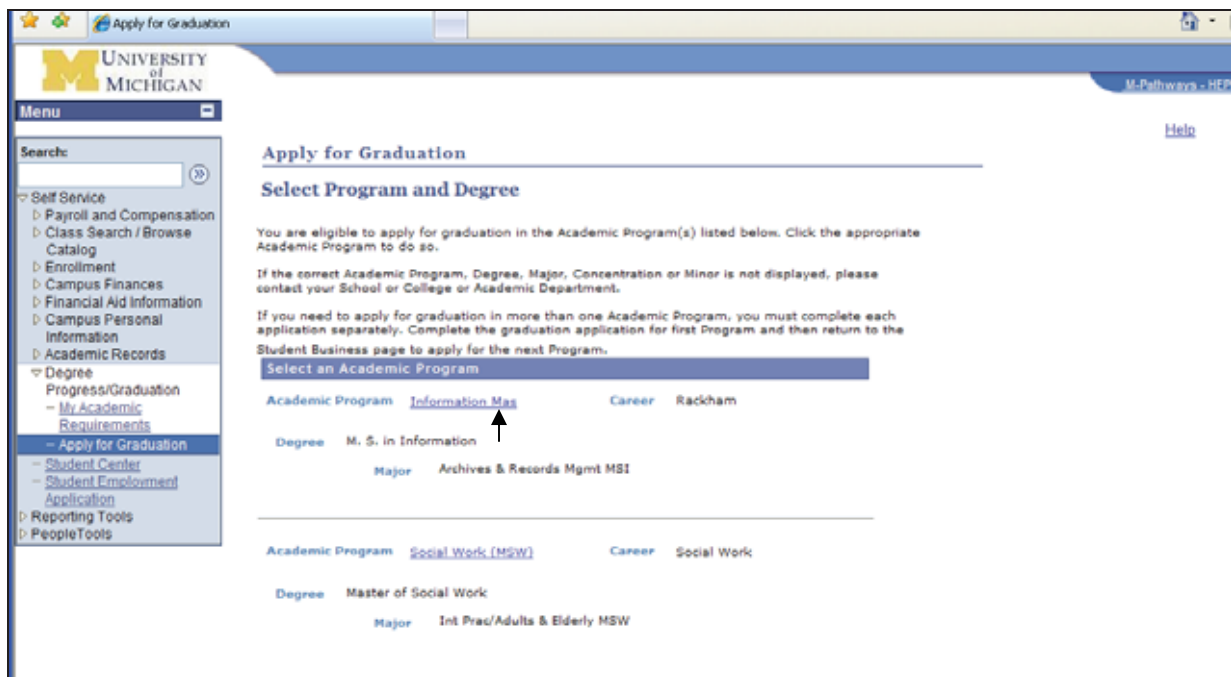 Apply for Graduation
UNIVERSITY
of
MICHIGAN
M-Pathways - HEP
Menu
Help
Search:
Apply for Graduation
Select Program and Degree
Self Service
Payroll and Compensation
Class Search / Browse
Catalog
Enrollment
Campus Finances
Financial Aid Information
Campus Personal
Information
Academic Records
Degree
Progress/Graduation
My Academic
Requirements
Apply for Graduation
Student Center
Student Employment
Application
Reporting Tools
PeopleTools
You are eligible to apply for graduation in the Academic Program(s) listed below. Click the appropriate
Academic Program to do so.
If the correct Academic Program, Degree, Major, Concentration or Minor is not displayed, please
contact your School or College or Academic Department.
If you need to apply for graduation in more than one Academic Program, you must complete each
application separately. Complete the graduation application for first Program and then return to the
Student Business page to apply for the next Program.
Select an Academic Program
Academic Program Information Mas Career Rackham
Degree M. S. in Information
Major Archives & Records Mgmt MSI
Academic Program Social Work (MSW) Career Social Work
Degree Master of Social Work
Major Int Prac/Adults & Elderly MSW